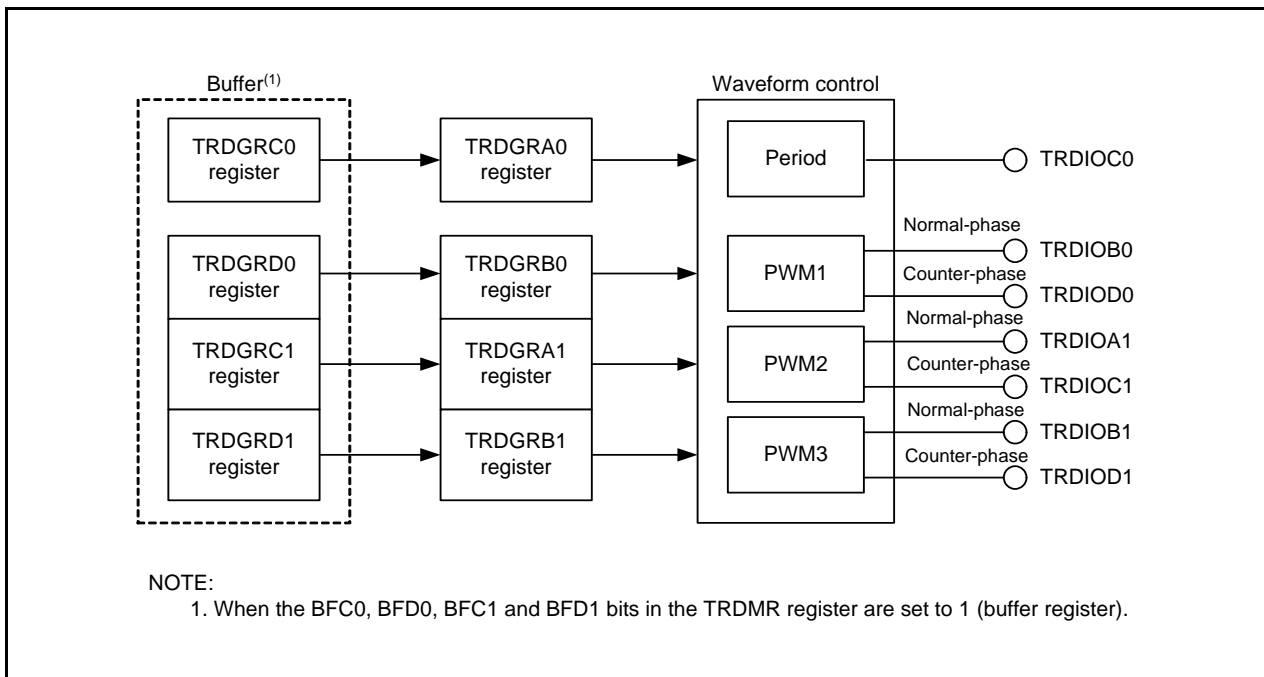 Buffer(1)
Waveform control
TRDGRC0
register
TRDGRA0
register
Period
TRDIOC0
Normal-phase
TRDGRD0
register
TRDGRB0
register
PWM1
TRDIOB0
Counter-phase
TRDIOD0
Normal-phase
TRDGRC1
register
TRDGRA1
register
PWM2
TRDIOA1
Counter-phase
TRDIOC1
Normal-phase
TRDGRD1
register
TRDGRB1
register
PWM3
TRDIOB1
Counter-phase
TRDIOD1
NOTE:
1. When the BFC0, BFD0, BFC1 and BFD1 bits in the TRDMR register are set to 1 (buffer register).